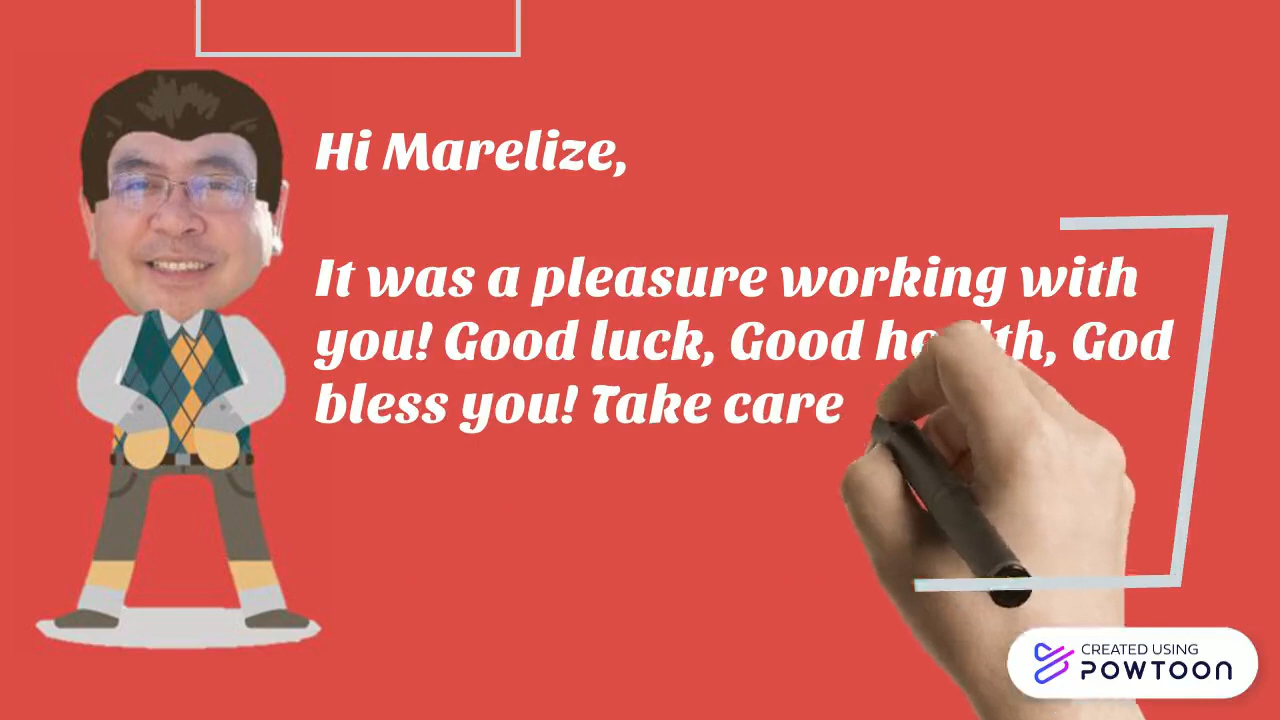 Hi Marelize,
It was a pleasure working with
you! Good luck, Good health, God
bless you! Take care
CREATED USING
POWTOON